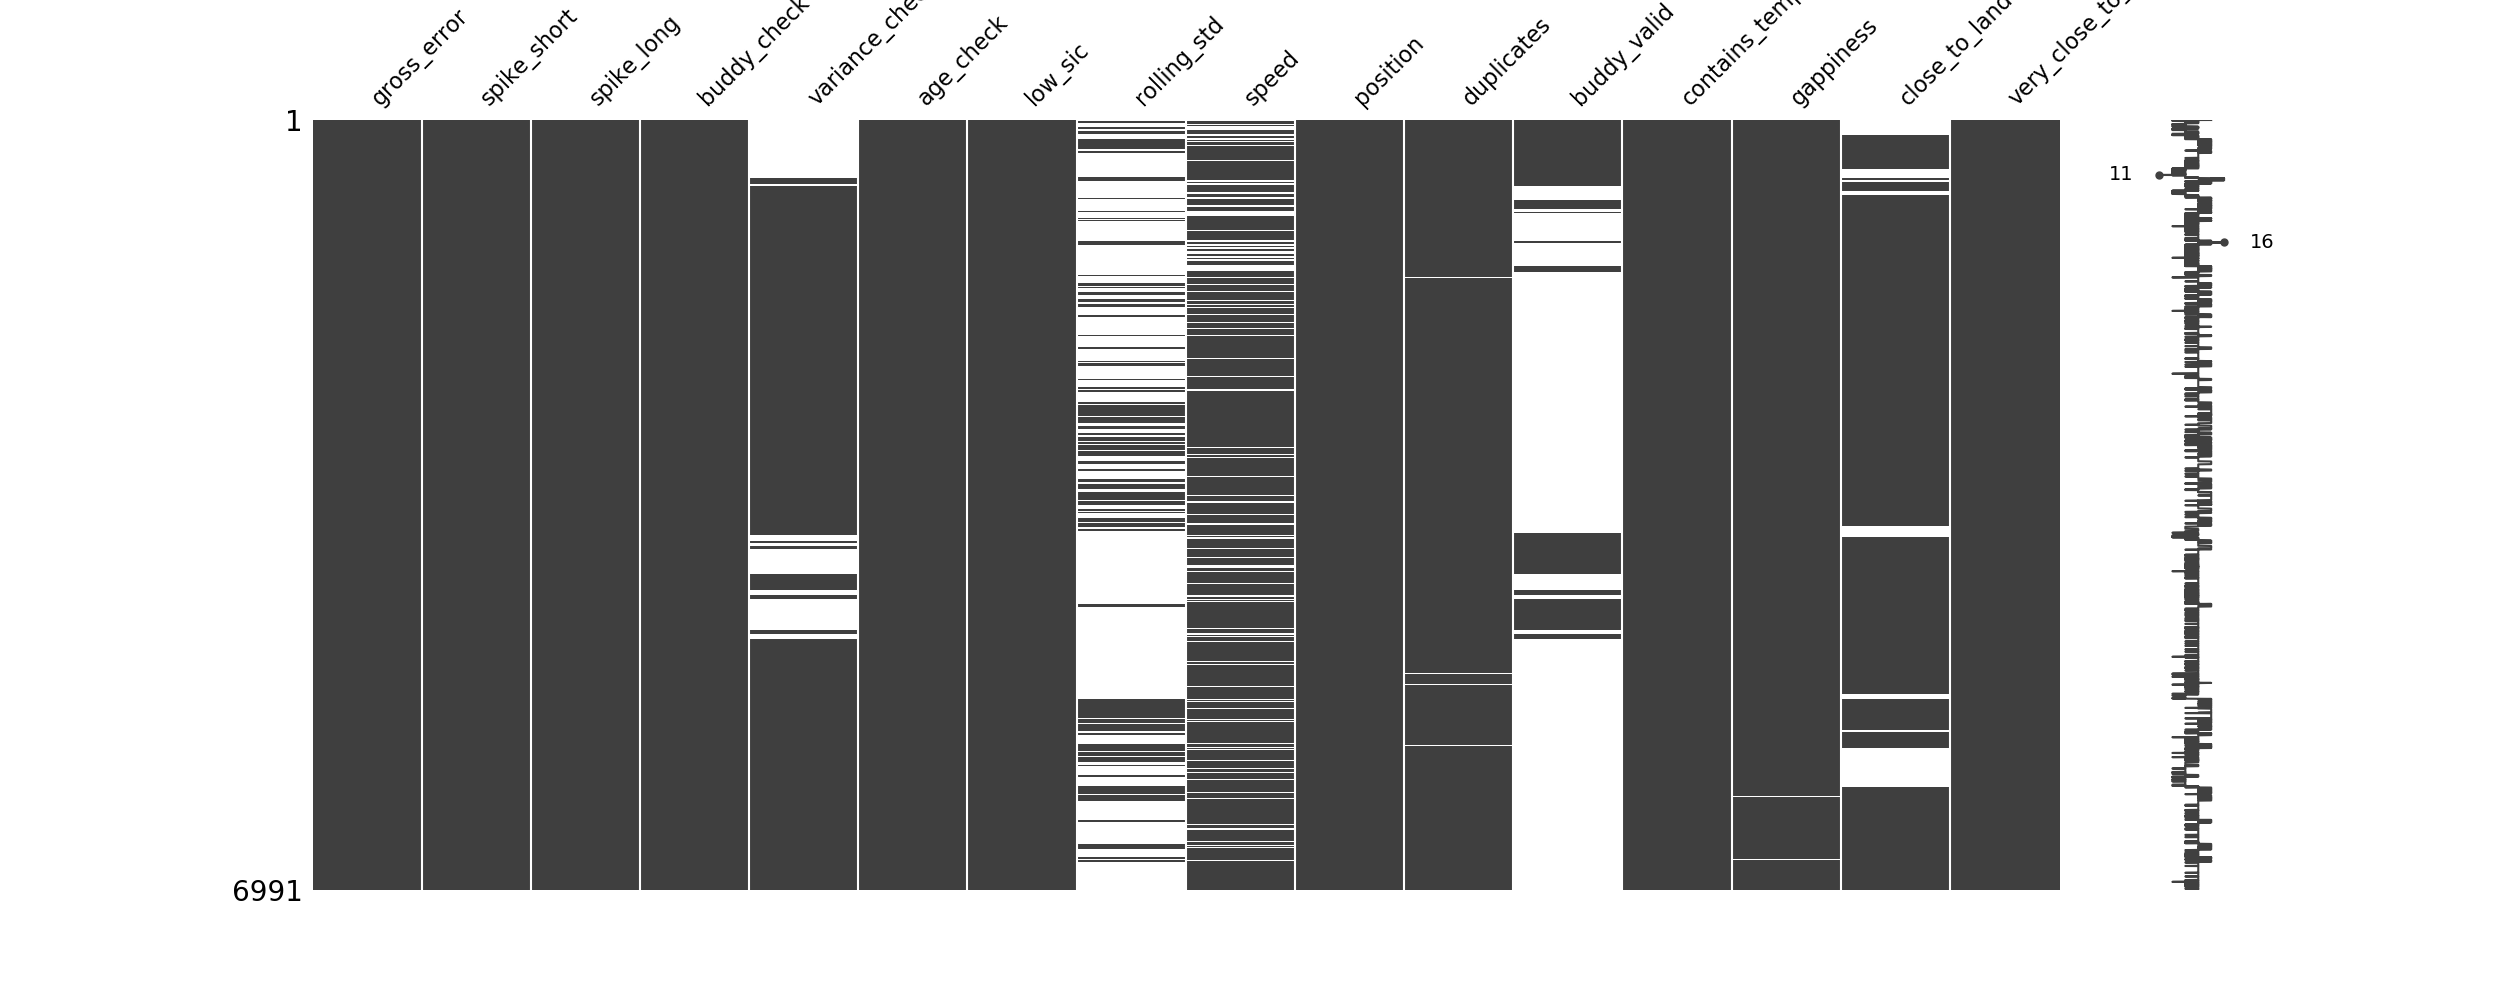 gross_error
spike_short
spike_long
buddy_check
variance_che
age_check
low_sic
rolling_std
speed
position
duplicates
buddy_valid
contains_temp
gappiness
close_to_land
very_close_to_
1
11
16
6991